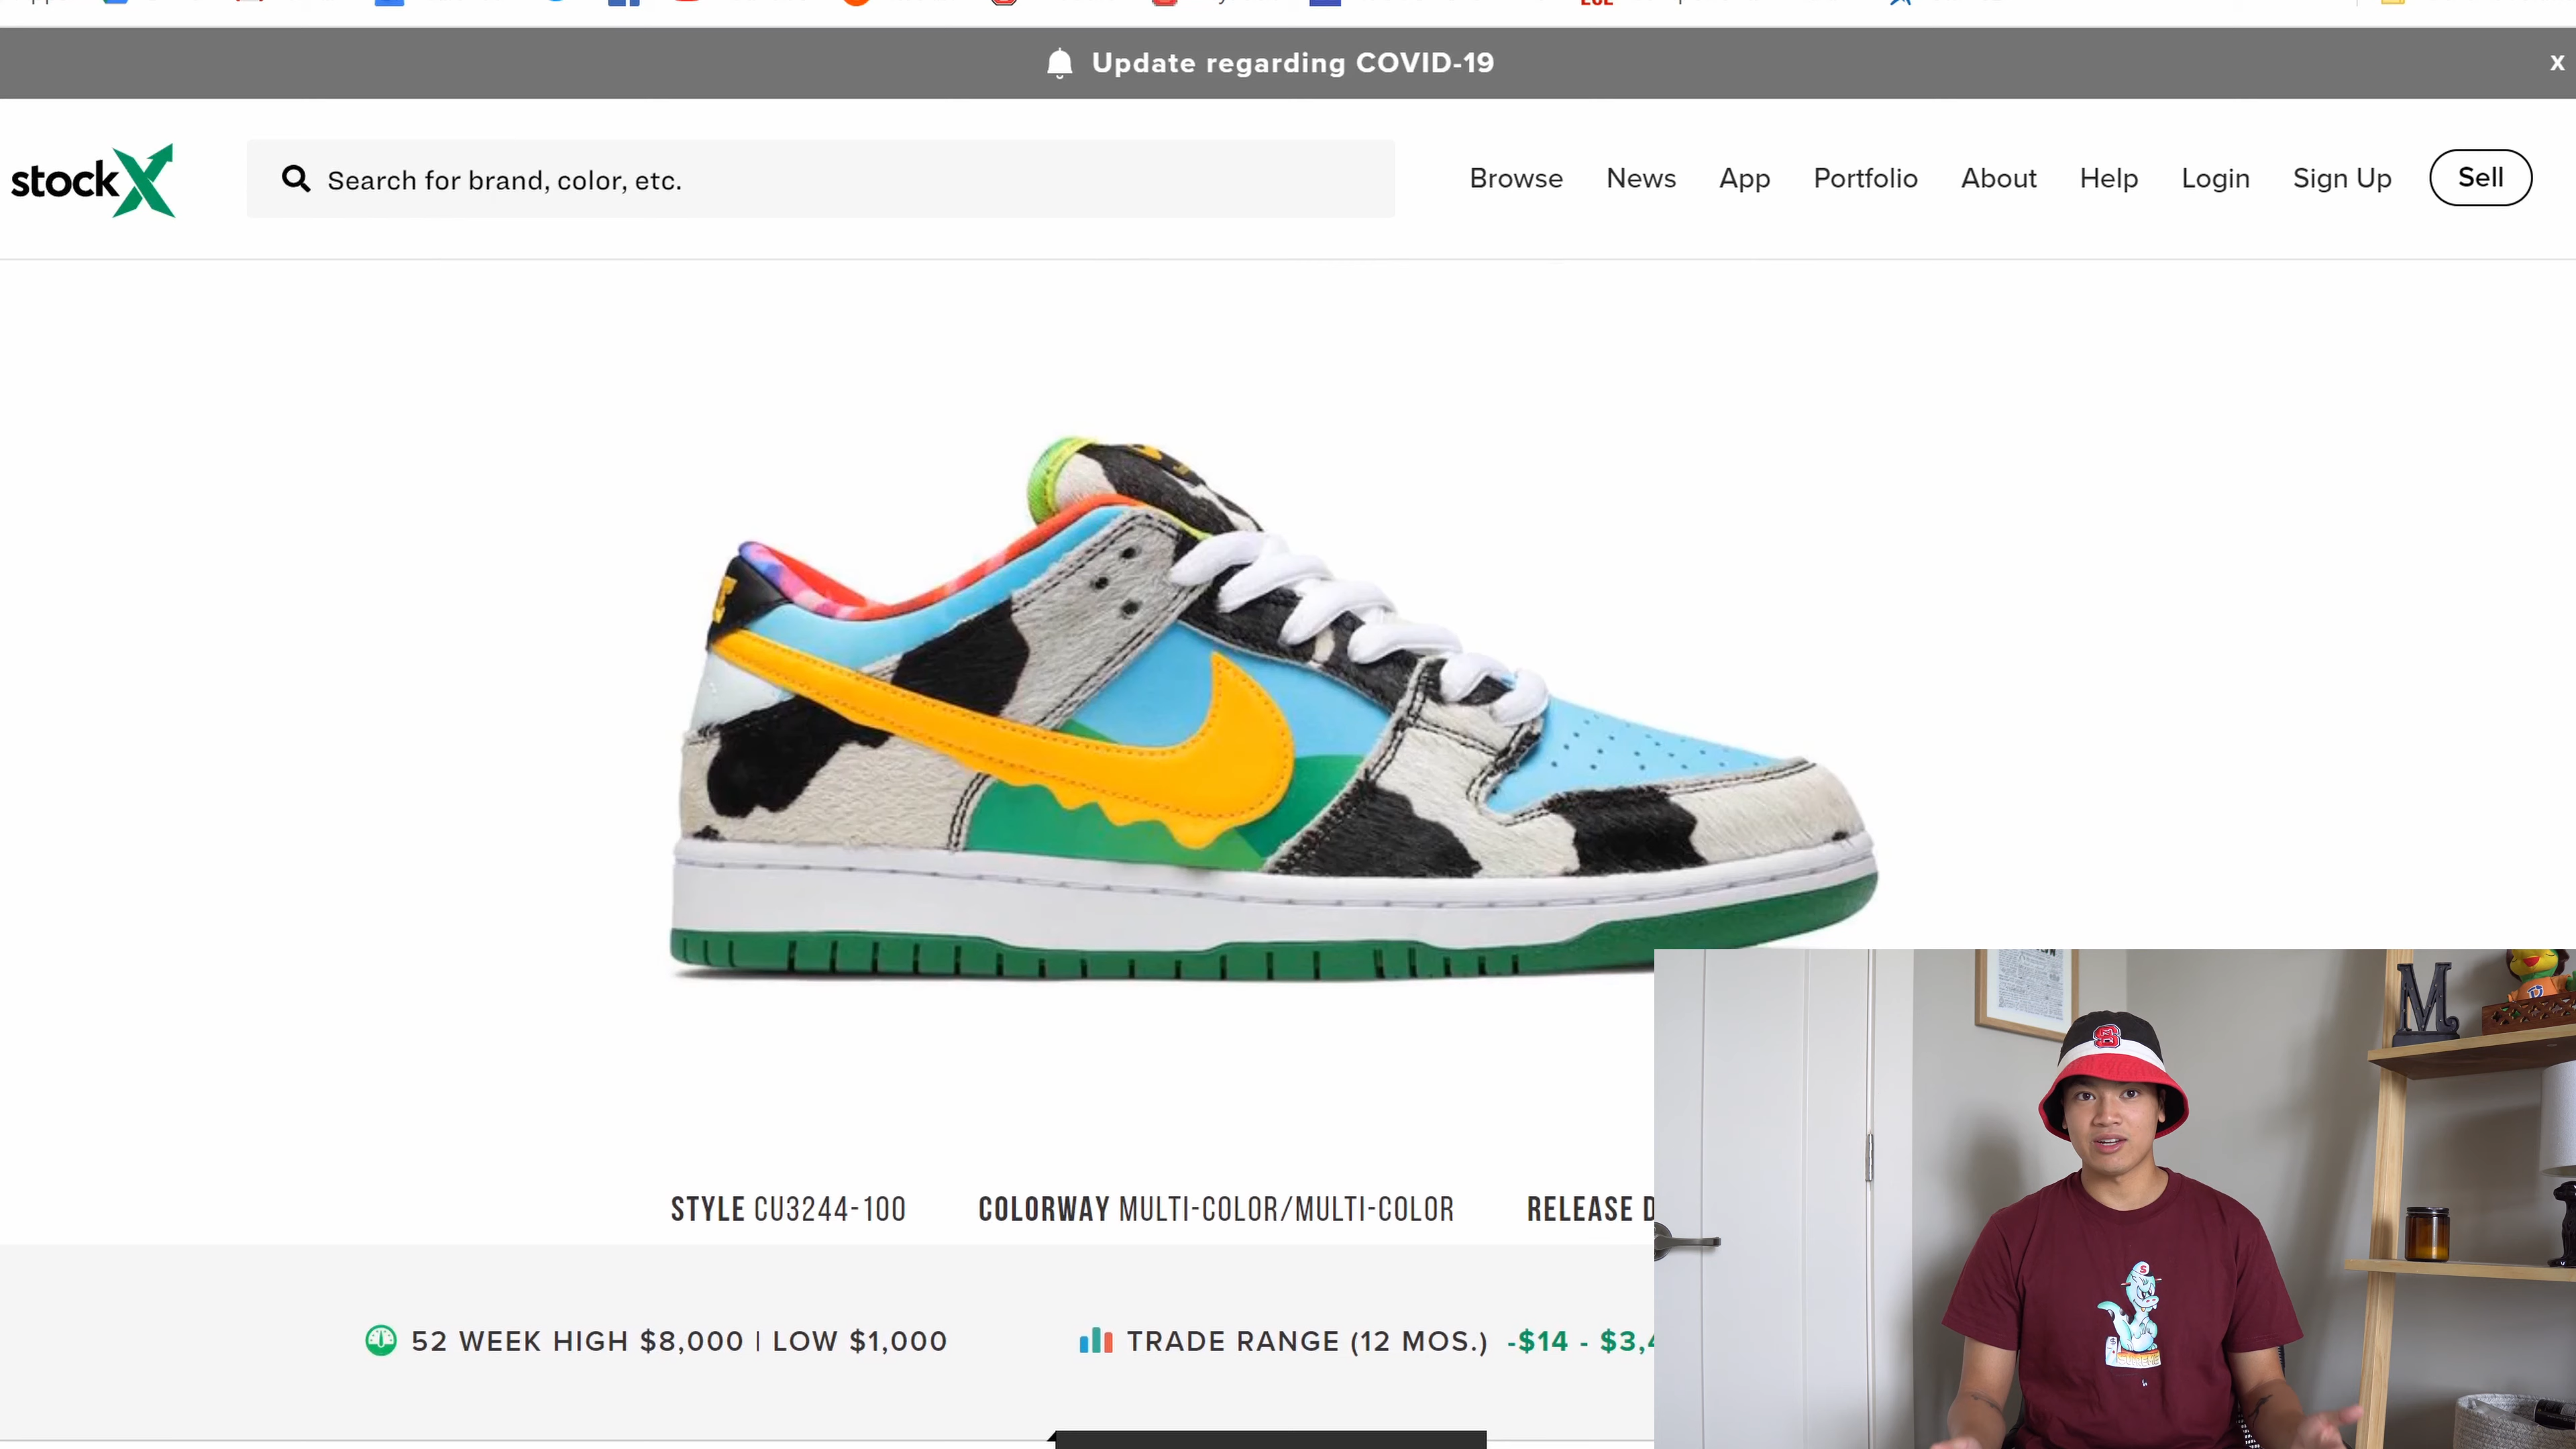 Update regarding COVID-19
X
stockX
Search for brand, color, etc.
Browse
News
App
Portfolio
About
Help
Login
Sign Up
Sell
STYLE CU3244-100
COLORWAY MULTI-COLOR/MULTI-COLOR
RELEASE D
52 WEEK HIGH $8,000 | LOW $1,000
TRADE RANGE (12 MOS.) -$14 - $3,4
M